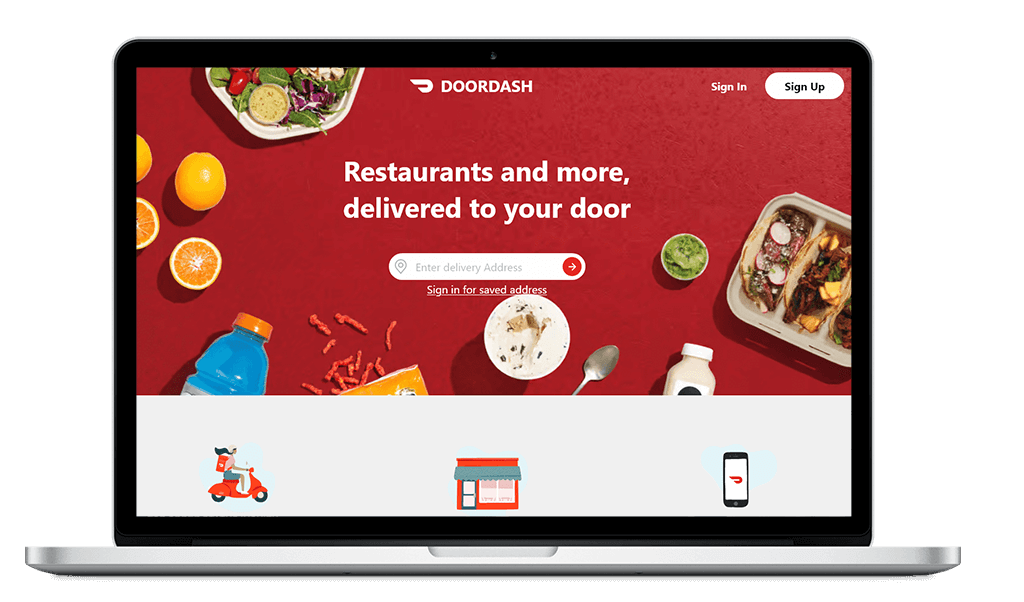 DOORDASH
Sign In
Sign Up
Restaurants and more,
delivered to your door
Enter delivery Address
Sign in for saved address